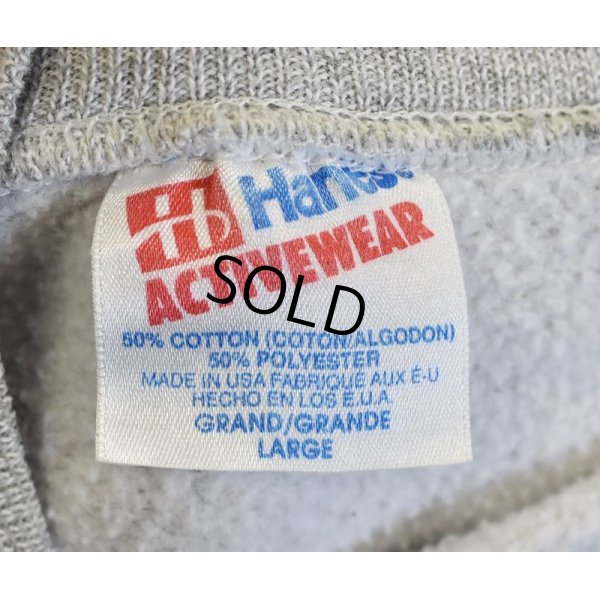 Hanes
ACTIVEWEAR
SOLD
50% COTTON (COTON/ALGODON)
50% POLYESTER
MADE IN USA FABRIQUÉ AUX É-U
HECHO EN LOS E.U.A.
GRAND/GRANDE
LARGE